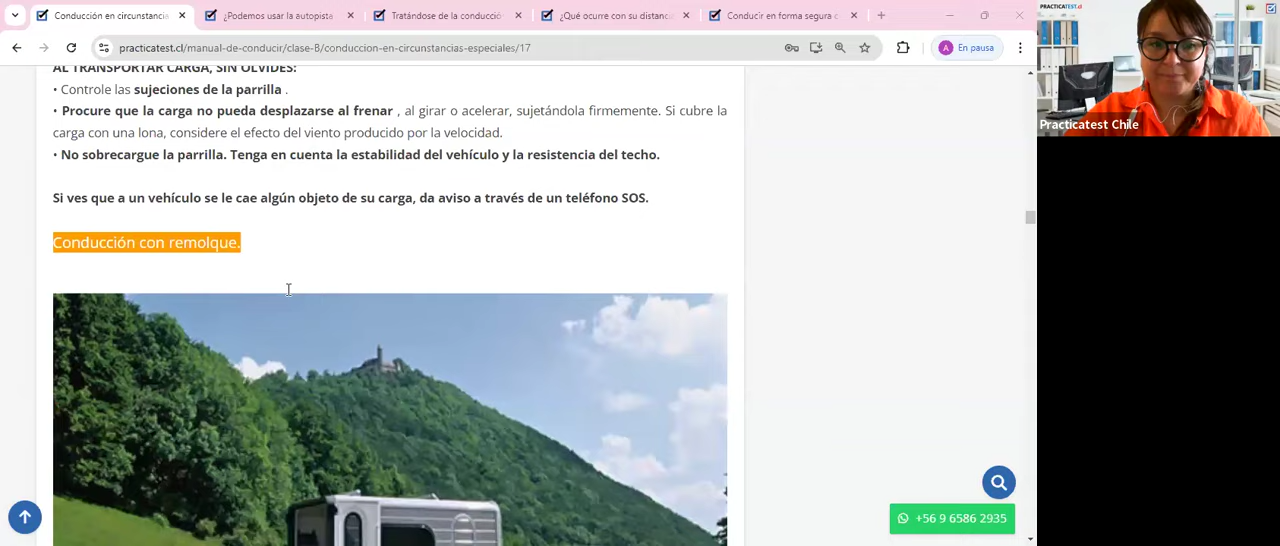 Conducción en circunstancia
¿Podemos usar la autopista
Tratándose de la conducció
¿Qué ocurre con su distanc
Conducir en forma segura c
practicatest.cl/manual-de-conducir/clase-B/conduccion-en-circunstancias-especiales/17
A
En pausa
PRACTICATEST.cl
Practicatest Chile
AL TRANSPORTAR CARGA, SIN OLVIDES:
• Controle las sujeciones de la parrilla .
• Procure que la carga no pueda desplazarse al frenar , al girar o acelerar, sujetándola firmemente. Si cubre la
carga con una lona, considere el efecto del viento producido por la velocidad.
• No sobrecargue la parrilla. Tenga en cuenta la estabilidad del vehículo y la resistencia del techo.
Si ves que a un vehículo se le cae algún objeto de su carga, da aviso a través de un teléfono SOS.
Conducción con remolque.
+56 9 6586 2935